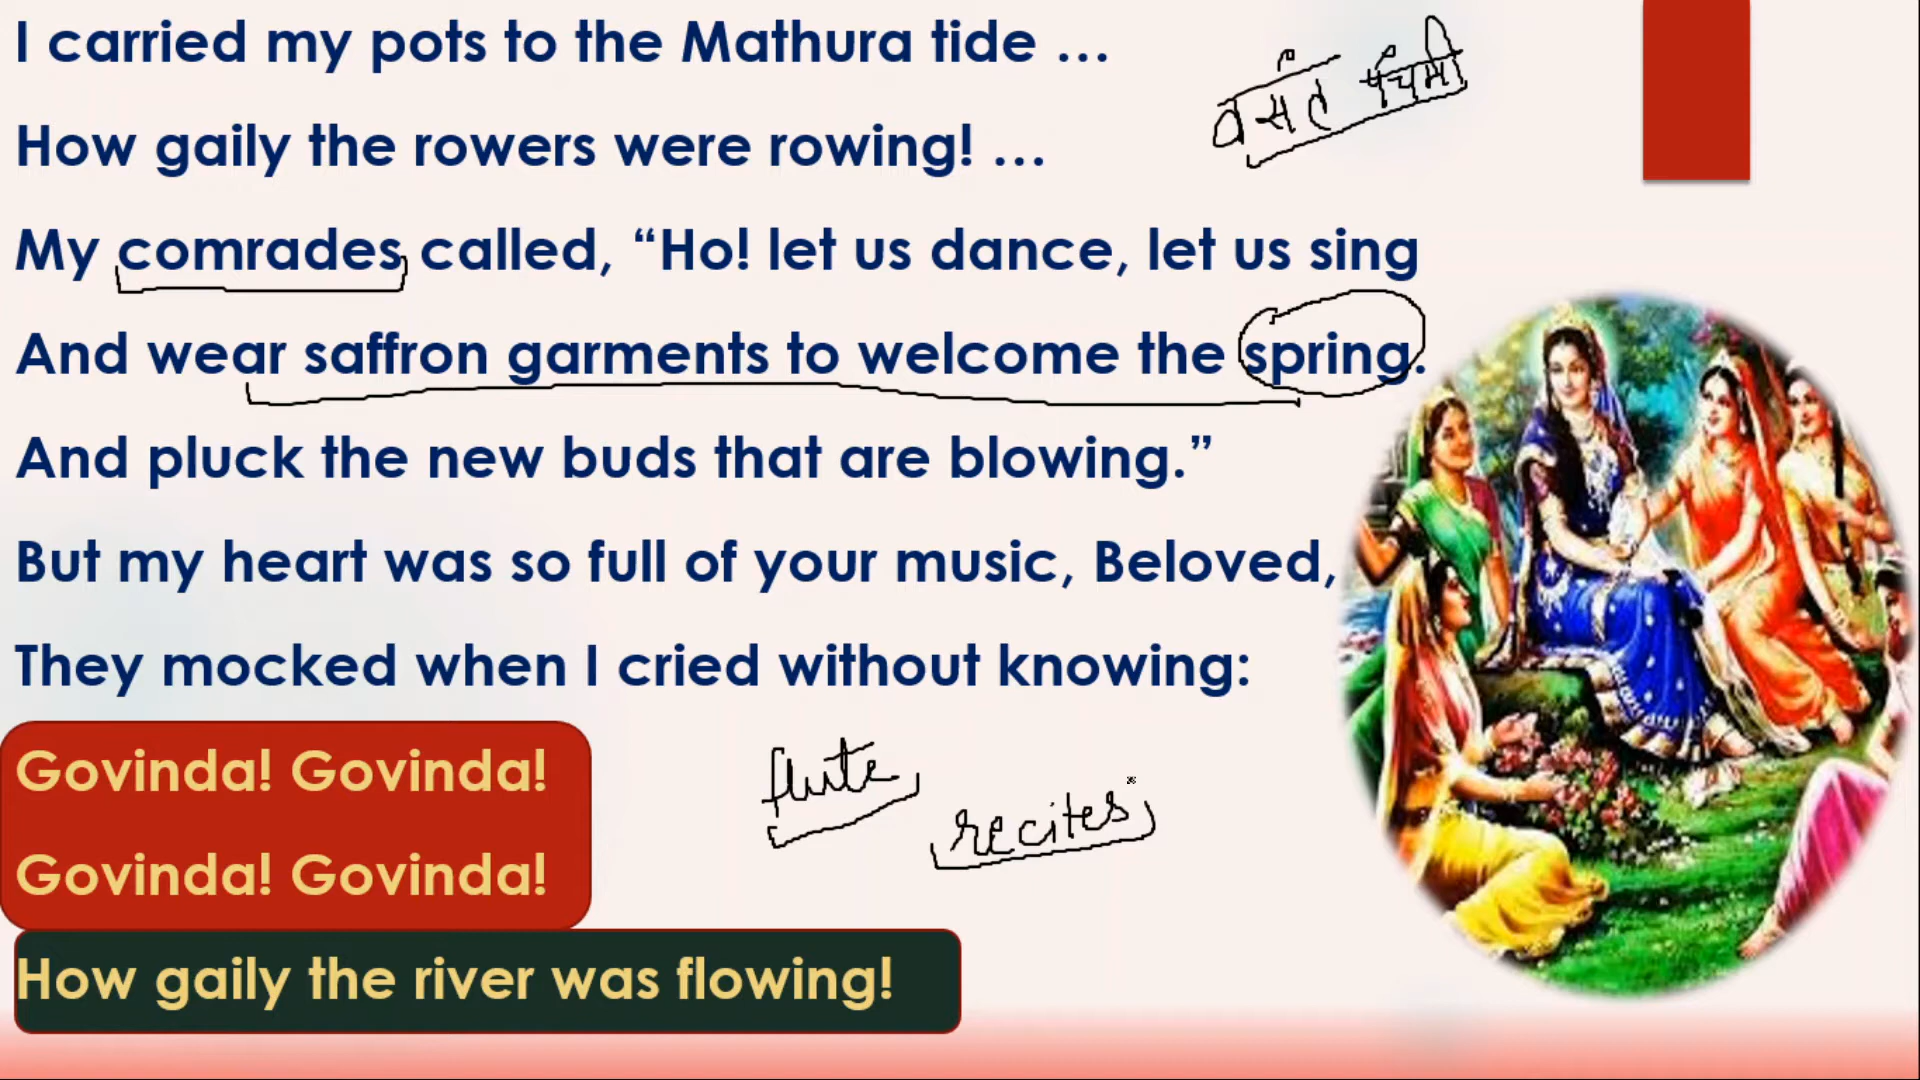 I carried my pots to the Mathura tide ...
वसंत पंचमी
How gaily the rowers were rowing! ...
My comrades called, “Ho! let us dance, let us sing
And wear saffron garments to welcome the spring.
And pluck the new buds that are blowing.”
But my heart was so full of your music, Beloved,
They mocked when I cried without knowing:
Govinda! Govinda!
flute
recites
Govinda! Govinda!
How gaily the river was flowing!